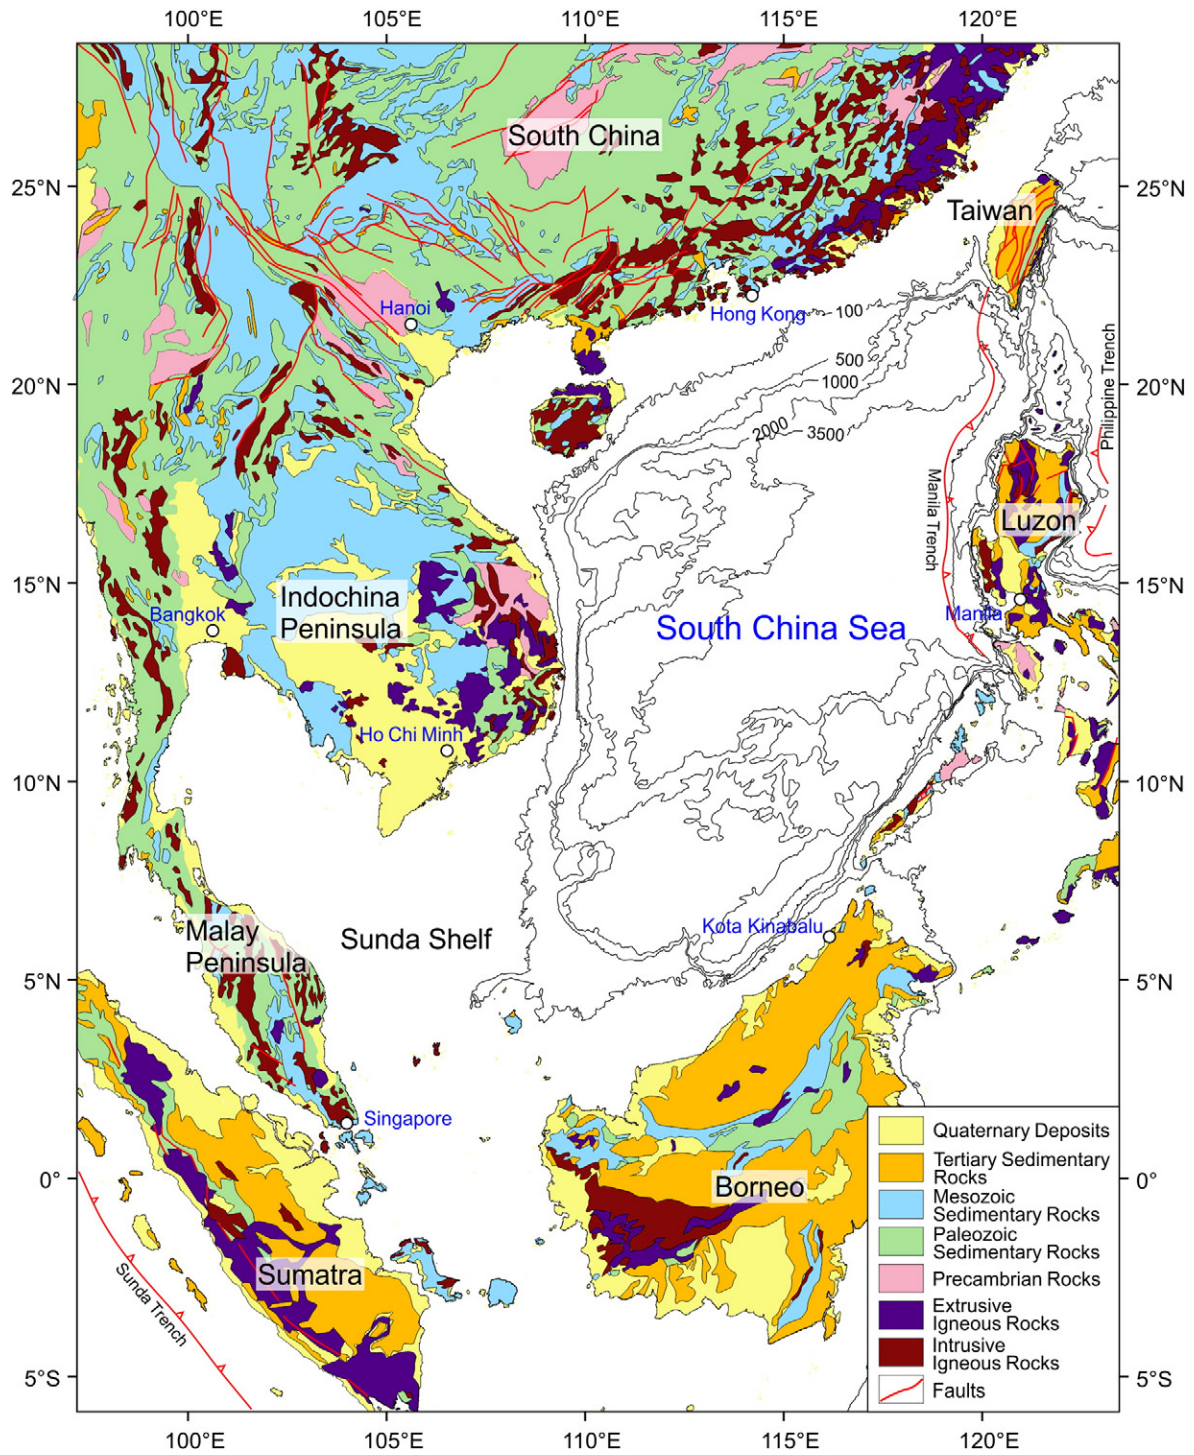 100°E 105°E 110°E 115°E 120°E
South China
25°N 25°N
Taiwan
Hanoi
Hong Kong
100
500
1000
2000
3500
20°N 20°N
Philippine Trench
Manila Trench
Luzon
15°N 15°N
Indochina
Peninsula
Bangkok
Manila
South China Sea
Ho Chi Minh
10°N 10°N
Malay
Peninsula
Sunda Shelf
Kota Kinabalu
5°N 5°N
Singapore
0° 0°
Borneo
Sumatra
Sunda Trench
5°S 5°S
Quaternary Deposits
Tertiary Sedimentary
Rocks
Mesozoic
Sedimentary Rocks
Paleozoic
Sedimentary Rocks
Precambrian Rocks
Extrusive
Igneous Rocks
Intrusive
Igneous Rocks
Faults
100°E 105°E 110°E 115°E 120°E